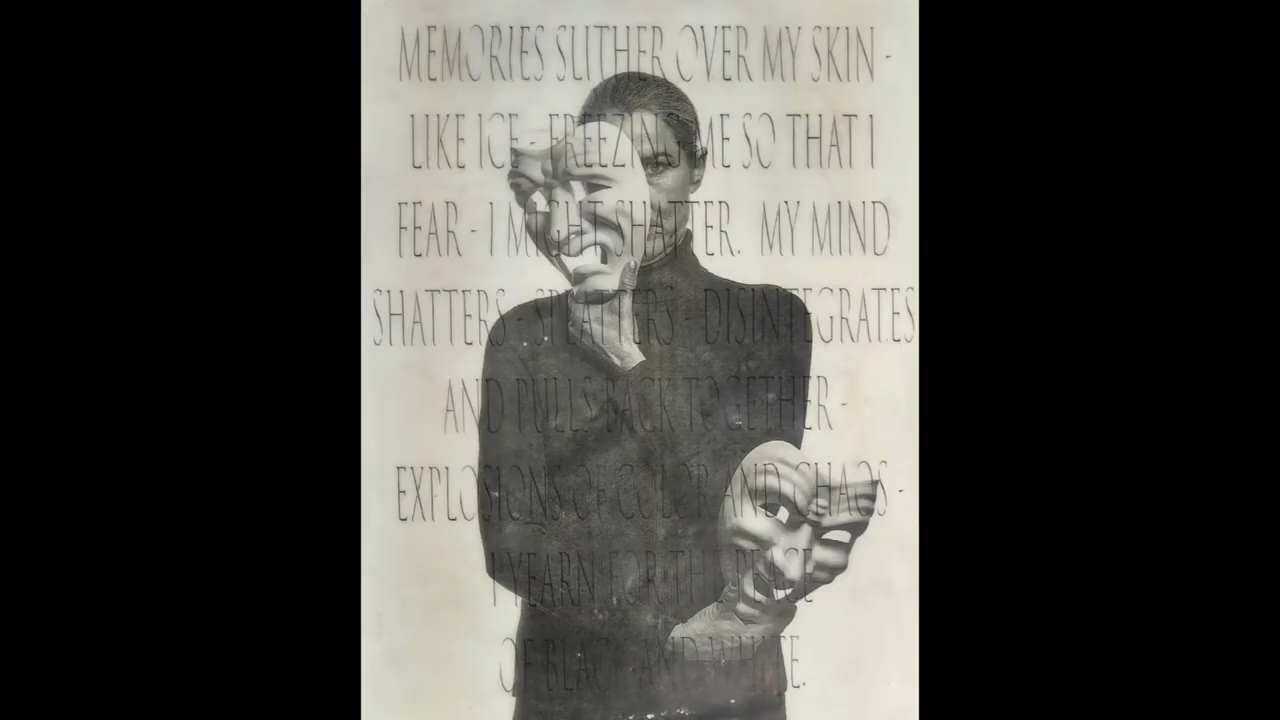 MEMORIES SLITHER OVER MY SKIN -
LIKE ICE - FREEZING ME SO THAT I
FEAR - I MIGHT SHATTER. MY MIND
SHATTERS - SPLATTERS - DISINTEGRATES
AND PULLS BACK TOGETHER -
EXPLOSIONS OF COLOR AND CHAOS -
I YEARN FOR THE PEACE
OF BLACK AND WHITE.